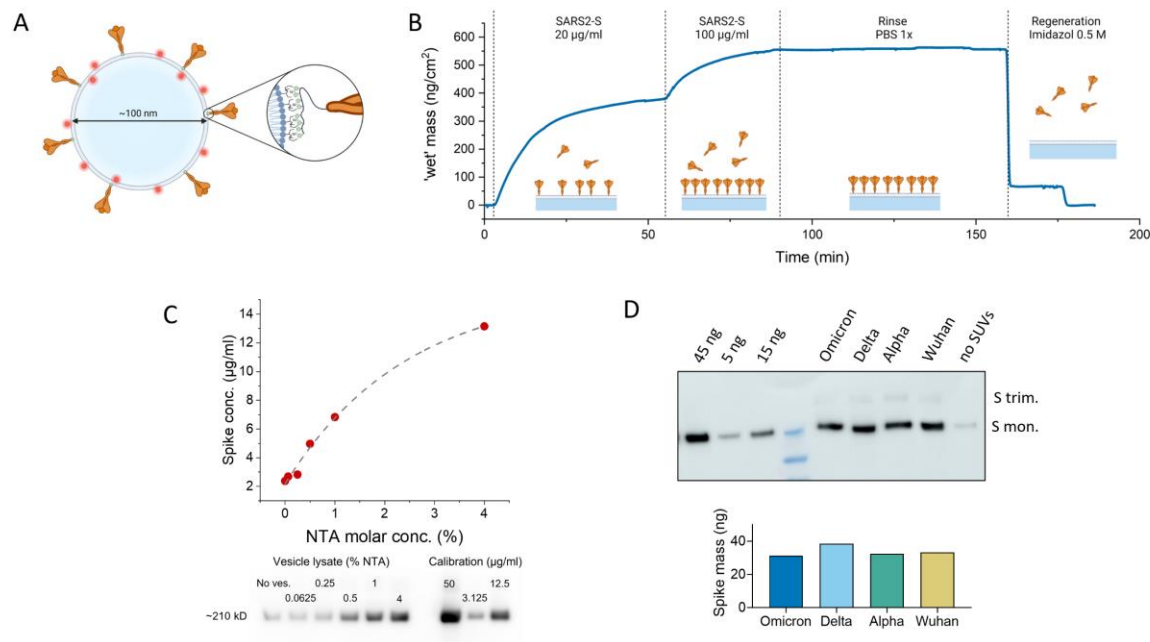 A
~100 nm
B
SARS2-S
20 µg/ml
SARS2-S
100 µg/ml
Rinse
PBS 1x
Regeneration
Imidazol 0.5 M
'wet' mass (ng/cm²)
600
500
400
300
200
100
0
0
50
100
150
200
Time (min)
C
Spike conc. (µg/ml)
14
12
10
8
6
4
2
0
1
2
3
4
NTA molar conc. (%)
Vesicle lysate (% NTA)
Calibration (µg/ml)
No ves.
0.25
1
50
12.5
0.0625
0.5
4
3.125
~210 kD
D
45 ng
5 ng
15 ng
Omicron
Delta
Alpha
Wuhan
no SUVs
S trim.
S mon.
Spike mass (ng)
40
20
0
Omicron
Delta
Alpha
Wuhan